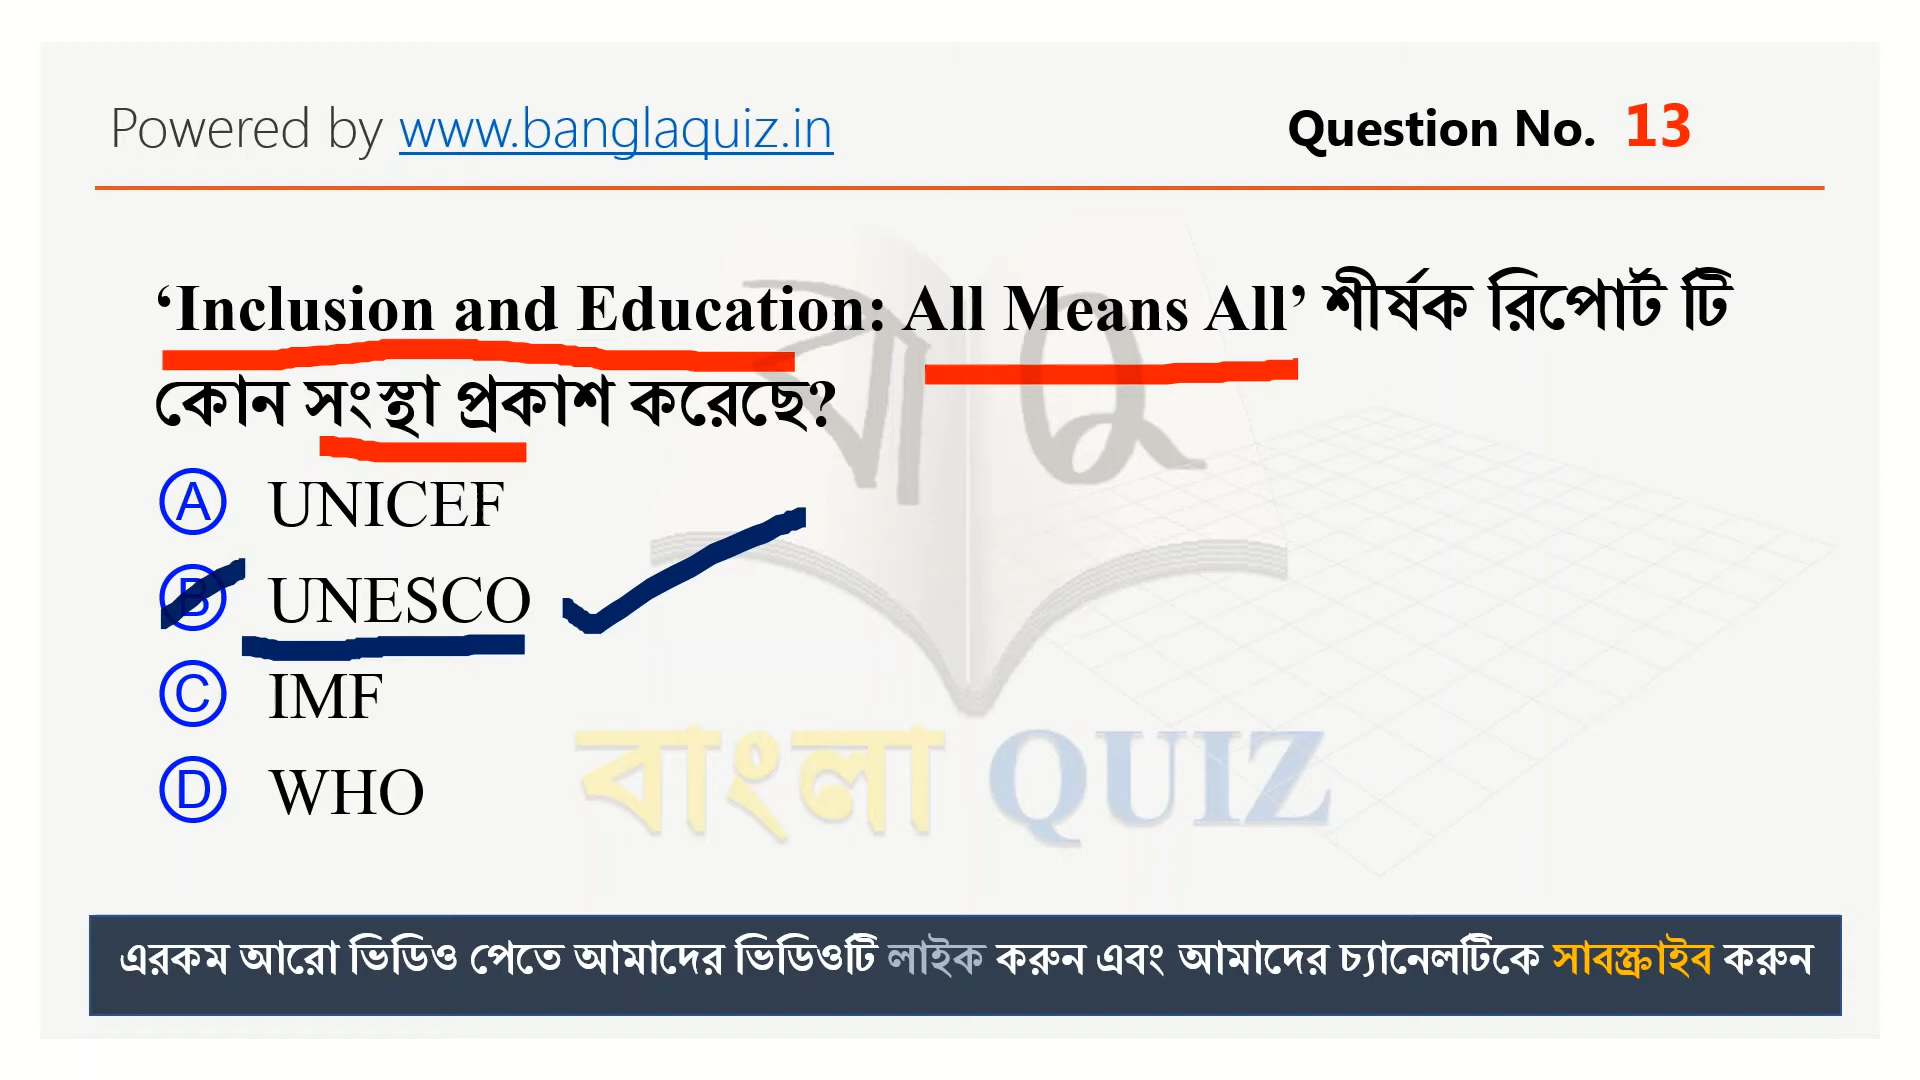 Powered by www.banglaquiz.in
Question No. 13
‘Inclusion and Education: All Means All’ শীর্ষক রিপোর্ট টি
কোন সংস্থা প্রকাশ করেছে?
Ⓐ UNICEF
Ⓑ UNESCO
Ⓒ IMF
Ⓓ WHO
বা Q
বাংলা QUIZ
এরকম আরো ভিডিও পেতে আমাদের ভিডিওটি লাইক করুন এবং আমাদের চ্যানেলটিকে সাবস্ক্রাইব করুন